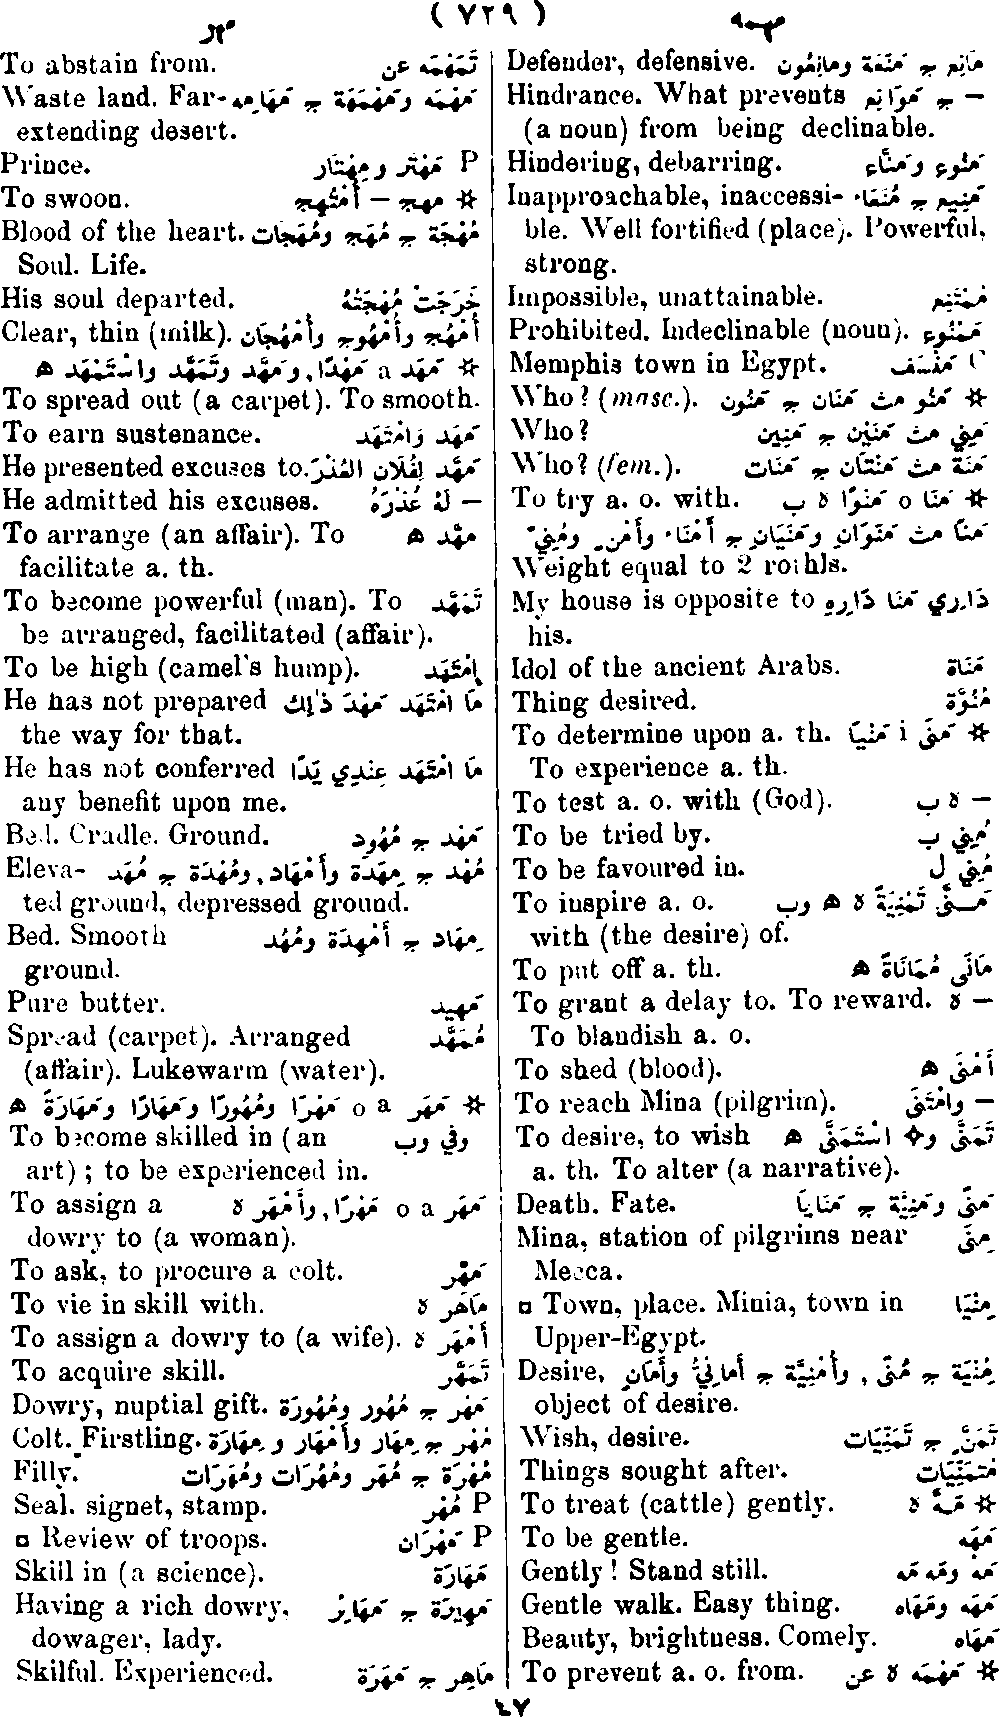 مهر ( ٧٢٩ ) مهمه
Defender, defensive. مَانِع ج مَنَعَة ومَانِعُون
Hindrance. What prevents – ج مَوَانِع
(a noun) from being declinable.
Hindering, debarring. مَنُوع ومَنَّاع
Inapproachable, inaccessi- مَنِيع ج مُنَعَاء
ble. Well fortified (place). Powerful,
strong.
Impossible, unattainable. مُمْتَنِع
Prohibited. Indeclinable (noun). مَمْنُوع
Memphis town in Egypt. C مَنْسَف
Who? (masc.). ✻ مَنُو مث مَنَان ج مَنُون
Who? مَنِي مث مَنَيْن ج مَنِين
Who? (fem.). مَنَة مث مَنْتَان ج مَنَات
To try a. o. with. ✻ مَنَا o مَنْوًا ه ب
مَنًا مث مَنَوَانِ ومَنَيَانِ ج أَمْنَاء وأَمْنٍ ومُنِيّ
Weight equal to 2 rothls.
My house is opposite to دَارِي مَنَا دَارِهِ
his.
Idol of the ancient Arabs. مَنَاة
Thing desired. مُنُوَّة
To determine upon a. th. ✻ مَنَى i مَنْيًا
To experience a. th.
To test a. o. with (God). – ه ب
To be tried by. مُنِيَ ب
To be favoured in. مُنِيَ ل
To inspire a. o. مَنَّى تَمْنِيَةً ه ه وب
with (the desire) of.
To put off a. th. مَانَى مُمَانَاةً ه
To grant a delay to. To reward. – ه
To blandish a. o.
To shed (blood). أَمْنَى ه
To reach Mina (pilgrim). – وامْتَنَى
To desire, to wish تَمَنَّى و❖ اسْتَمَنَّى ه
a. th. To alter (a narrative).
Death. Fate. مَنًى ومَنِيَّة ج مَنَايَا
Mina, station of pilgrims near مِنًى
Mecca.
▫ Town, place. Minia, town in مِنْيَا
Upper-Egypt.
Desire, مُنْيَة ج مُنًى, وأُمْنِيَّة ج أَمَانِيّ وأَمَانٍ
object of desire.
Wish, desire. تَمَنٍّ ج تَمَنِّيَات
Things sought after. مُتَمَنَّيَات
To treat (cattle) gently. ✻ مَهَّ ه
To be gentle. مَهِه
Gently ! Stand still. مَهْ ومَهْ مَهْ
Gentle walk. Easy thing. مَهَه ومَهَاه
Beauty, brightness. Comely. مَهَاه
To prevent a. o. from. ✻ مَهْمَه ه عن
To abstain from. تَمَهْمَه عن
Waste land. Far- مَهْمَه ومَهْمَهَة ج مَهَامِه
extending desert.
Prince. P مَهْتَر ومِهْتَار
To swoon. ✻ مهج – أُمْتُهِج
Blood of the heart. مُهْجَة ج مُهَج ومُهُجَات
Soul. Life.
His soul departed. خَرَجَتْ مُهْجَتُهُ
Clear, thin (milk). أُمْهُج وأُمْهُوج وأُمْهُجَان
✻ مَهَد a مَهْدًا, ومَهَّد وتَمَهَّد واسْتَمْهَد ه
To spread out (a carpet). To smooth.
To earn sustenance. مَهَد وَامْتَهَد
He presented excuses to. مَهَّد لِفُلَان العُذْرَ
He admitted his excuses. – لَهُ عُذْرَهُ
To arrange (an affair). To مَهَّد ه
facilitate a. th.
To become powerful (man). To تَمَهَّد
be arranged, facilitated (affair).
To be high (camel's hump). اِمْتَهَد
He has not prepared مَا امْتَهَد مَهْدَ ذٰلِك
the way for that.
He has not conferred مَا امْتَهَد عِنْدِي يَدًا
any benefit upon me.
Bed. Cradle. Ground. مَهْد ج مُهُود
Eleva- مُهْد ج مِهَدَة وأَمْهَاد, ومُهْدَة ج مُهَد
ted ground, depressed ground.
Bed. Smooth مِهَاد ج أَمْهِدَة ومُهُد
ground.
Pure butter. مَهِيد
Spread (carpet). Arranged مُمَهَّد
(affair). Lukewarm (water).
✻ مَهَر o a مَهْرًا ومُهُورًا ومَهَارًا ومَهَارَةً ه
To become skilled in (an وفي وب
art) ; to be experienced in.
To assign a مَهَر o a مَهْرًا, وأَمْهَر ه
dowry to (a woman).
To ask, to procure a colt. مَهَّر
To vie in skill with. مَاهَر ه
To assign a dowry to (a wife). أَمْهَر ه
To acquire skill. تَمَهَّر
Dowry, nuptial gift. مَهْر ج مُهُور ومُهُورَة
Colt. Firstling. مُهْر ج مِهَار وأَمْهَار ومِهَارَة
Filly. مُهْرَة ج مُهَر ومُهُرَات ومُهَرَات
Seal. signet, stamp. P مُهْر
▫ Review of troops. P مَهْرَان
Skill in (a science). مَهَارَة
Having a rich dowry, مَهِيرَة ج مَهَايِر
dowager, lady.
Skilful. Experienced. مَاهِر ج مَهَرَة
٤٧